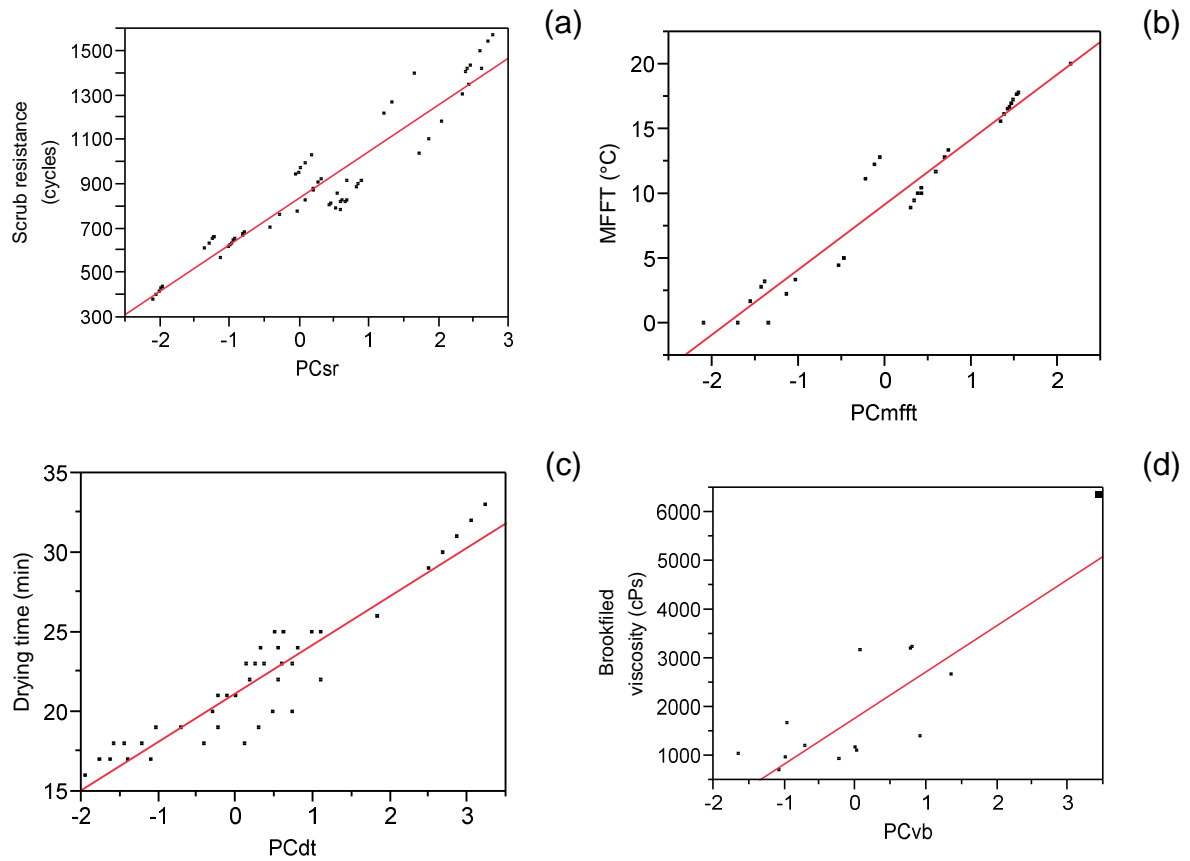 (a)
Scrub resistance
(cycles)
1500
1300
1100
900
700
500
300
-2 -1 0 1 2 3
PCsr
(b)
MFFT (°C)
20
15
10
5
0
-2 -1 0 1 2
PCmfft
(c)
Drying time (min)
35
30
25
20
15
-2 -1 0 1 2 3
PCdt
(d)
Brookfiled
viscosity (cPs)
6000
5000
4000
3000
2000
1000
-2 -1 0 1 2 3
PCvb